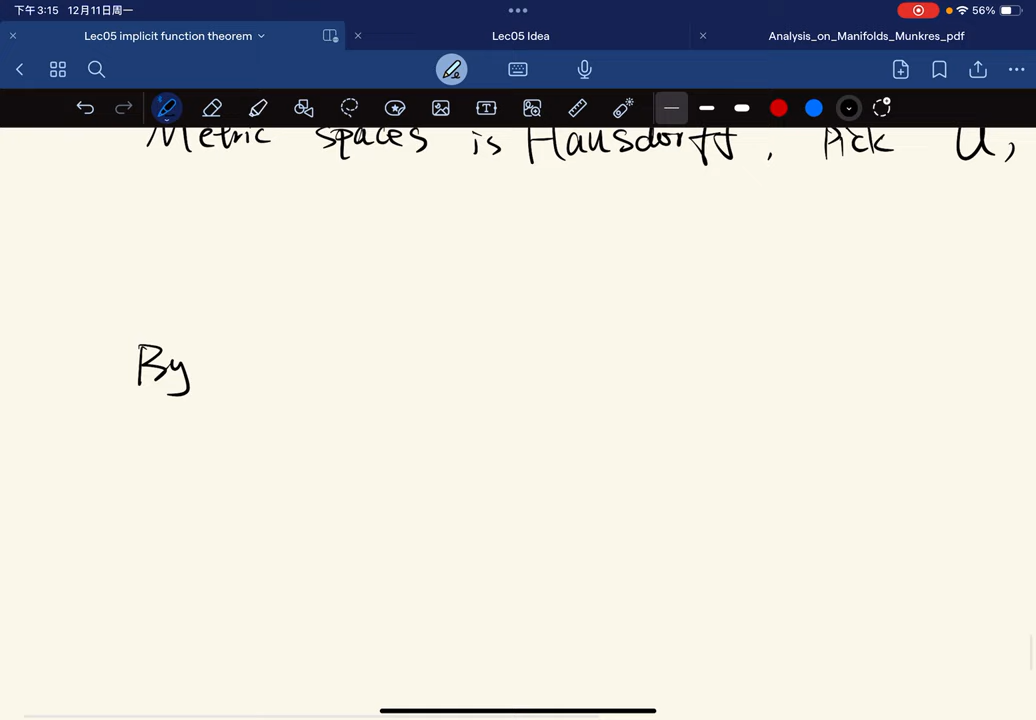 下午3:15 12月11日周一
56%
Lec05 implicit function theorem
Lec05 Idea
Analysis_on_Manifolds_Munkres_pdf
Metric spaces is Hausdorff, Pick U,
By